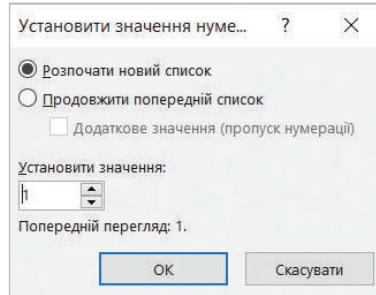 Установити значення нуме... ?
Розпочати новий список
Продовжити попередній список
Додаткове значення (пропуск нумерації)
Установити значення:
1
Попередній перегляд: 1.
ОК Скасувати